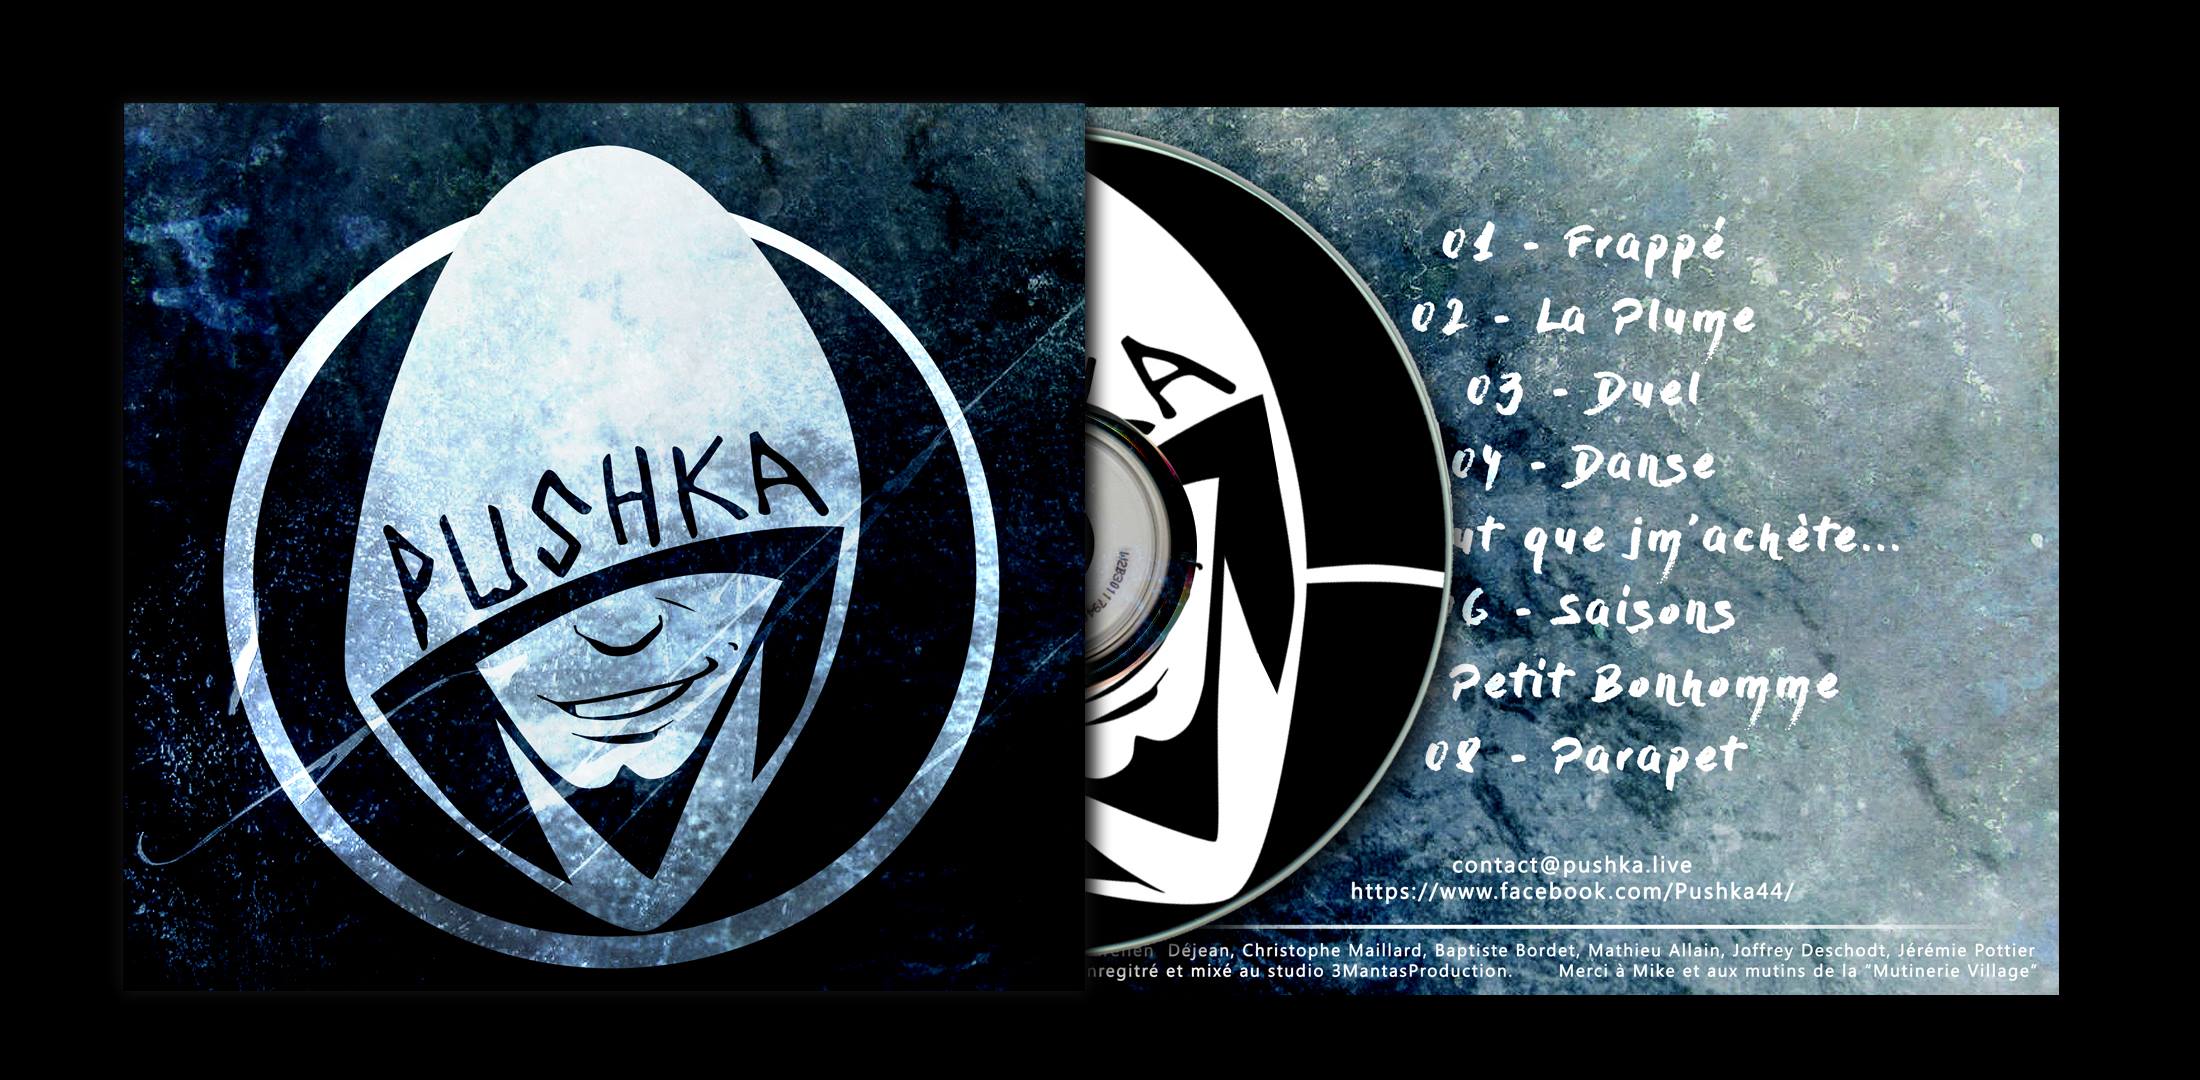 PUSHKA
KA
01 - Frappé
02 - La Plume
03 - Duel
04 - Danse
ut que jm'achète...
6 - Saisons
Petit Bonhomme
08 - Parapet
contact@pushka.live
https://www.facebook.com/Pushka44/
Déjean, Christophe Maillard, Baptiste Bordet, Mathieu Allain, Joffrey Deschodt, Jérémie Pottier
nregitré et mixé au studio 3MantasProduction. Merci à Mike et aux mutins de la "Mutinerie Village"